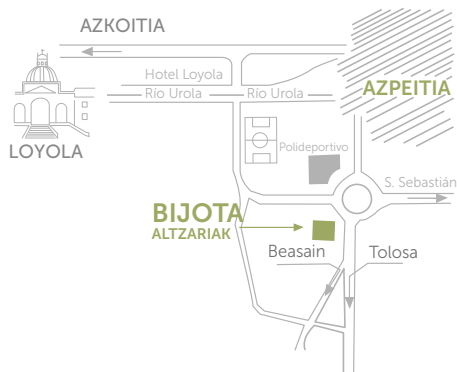 AZKOITIA
Hotel Loyola
AZPEITIA
Río Urola
Río Urola
LOYOLA
Polideportivo
S. Sebastián
BIJOTA
ALTZARIAK
Beasain
Tolosa